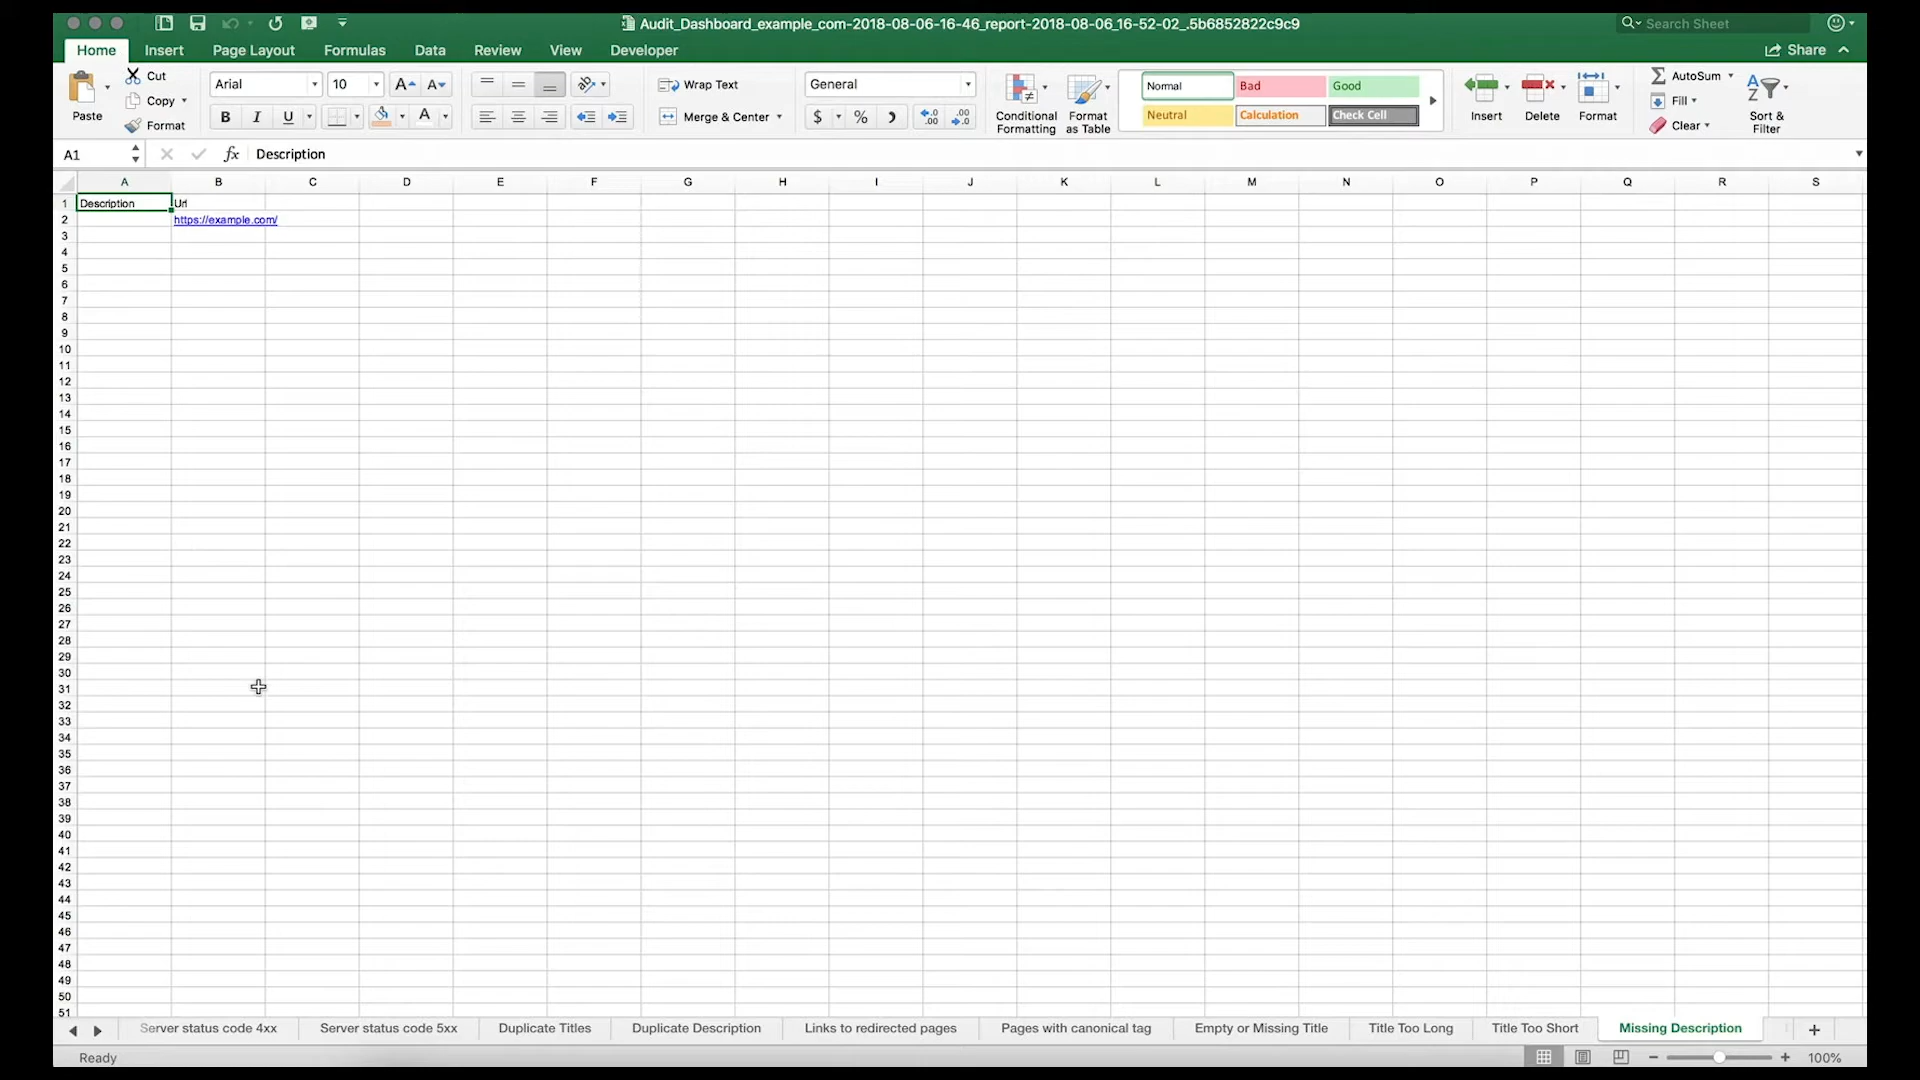 Audit_Dashboard_example_com-2018-08-06-16-46_report-2018-08-06_16-52-02_.5b6852822c9c9
Search Sheet
Home Insert Page Layout Formulas Data Review View Developer
Share
Paste
Cut
Copy
Format
Arial 10
A A
B I U A
Wrap Text
Merge & Center
General
$ %
Conditional Formatting
Format as Table
Normal Bad Good
Neutral Calculation Check Cell
Insert Delete Format
AutoSum
Fill
Clear
Sort & Filter
A1 fx Description
A B C D E F G H I J K L M N O P Q R S
1 Description Url
2 https://example.com/
3
4
5
6
7
8
9
10
11
12
13
14
15
16
17
18
19
20
21
22
23
24
25
26
27
28
29
30
31
32
33
34
35
36
37
38
39
40
41
42
43
44
45
46
47
48
49
50
51
Server status code 4xx Server status code 5xx Duplicate Titles Duplicate Description Links to redirected pages Pages with canonical tag Empty or Missing Title Title Too Long Title Too Short Missing Description
Ready
100%